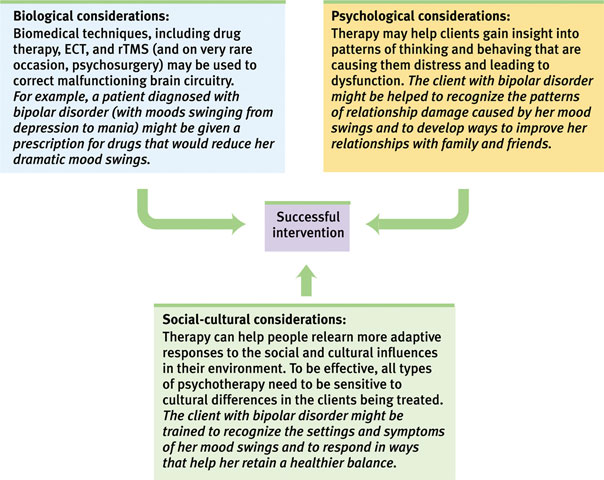 Biological considerations:
Biomedical techniques, including drug
therapy, ECT, and rTMS (and on very rare
occasion, psychosurgery) may be used to
correct malfunctioning brain circuitry.
For example, a patient diagnosed with
bipolar disorder (with moods swinging from
depression to mania) might be given a
prescription for drugs that would reduce her
dramatic mood swings.
Psychological considerations:
Therapy may help clients gain insight into
patterns of thinking and behaving that are
causing them distress and leading to
dysfunction. The client with bipolar disorder
might be helped to recognize the patterns
of relationship damage caused by her mood
swings and to develop ways to improve her
relationships with family and friends.
Successful
intervention
Social-cultural considerations:
Therapy can help people relearn more adaptive
responses to the social and cultural influences
in their environment. To be effective, all
types of psychotherapy need to be sensitive to
cultural differences in the clients being treated.
The client with bipolar disorder might be
trained to recognize the settings and symptoms
of her mood swings and to respond in ways
that help her retain a healthier balance.